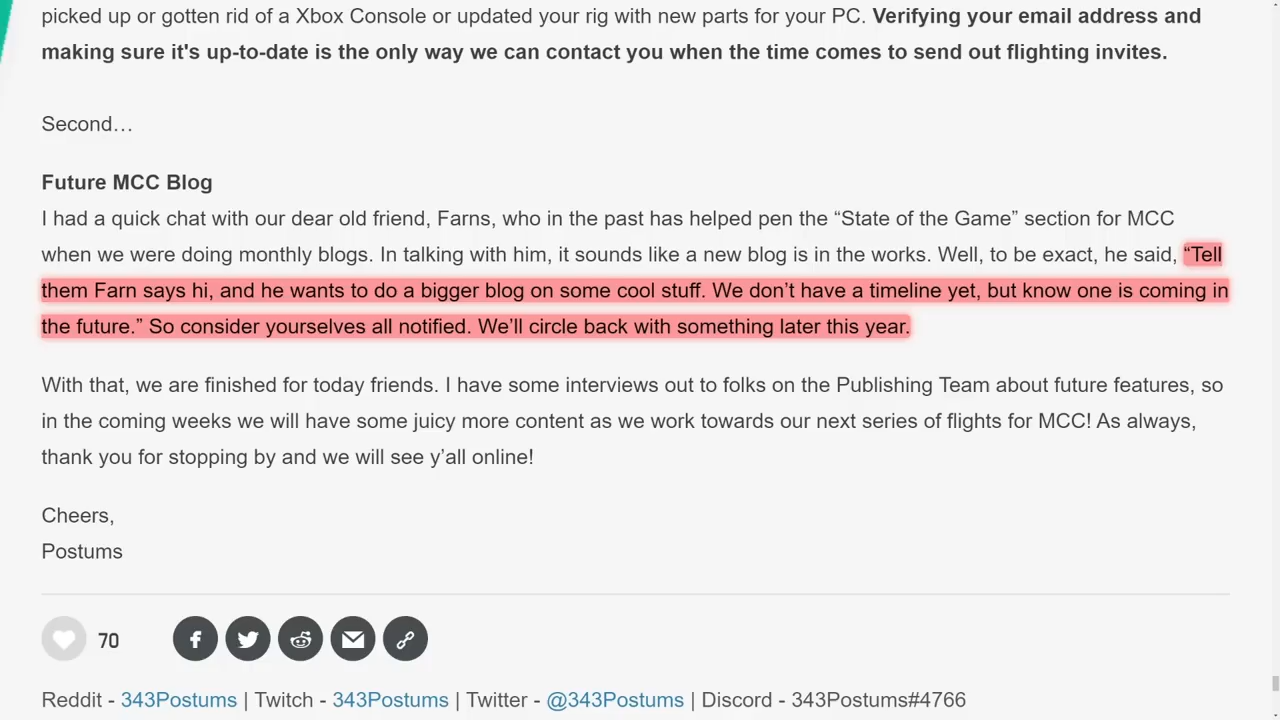 picked up or gotten rid of a Xbox Console or updated your rig with new parts for your PC. Verifying your email address and
making sure it's up-to-date is the only way we can contact you when the time comes to send out flighting invites.
Second…
Future MCC Blog
I had a quick chat with our dear old friend, Farns, who in the past has helped pen the “State of the Game” section for MCC
when we were doing monthly blogs. In talking with him, it sounds like a new blog is in the works. Well, to be exact, he said, “Tell
them Farn says hi, and he wants to do a bigger blog on some cool stuff. We don’t have a timeline yet, but know one is coming in
the future.” So consider yourselves all notified. We’ll circle back with something later this year.
With that, we are finished for today friends. I have some interviews out to folks on the Publishing Team about future features, so
in the coming weeks we will have some juicy more content as we work towards our next series of flights for MCC! As always,
thank you for stopping by and we will see y’all online!
Cheers,
Postums
70
Reddit - 343Postums | Twitch - 343Postums | Twitter - @343Postums | Discord - 343Postums#4766